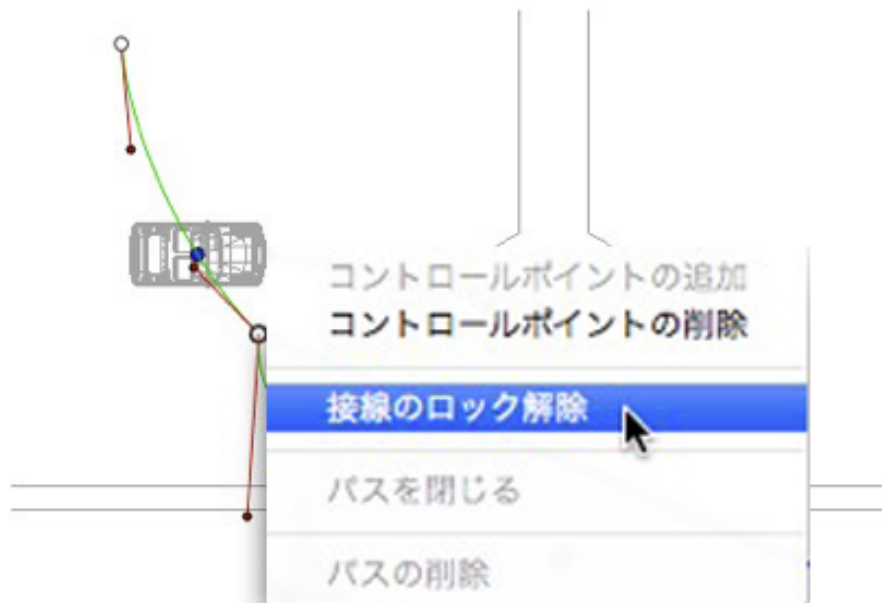 コントロールポイントの追加
コントロールポイントの削除
接線のロック解除
パスを閉じる
パスの削除